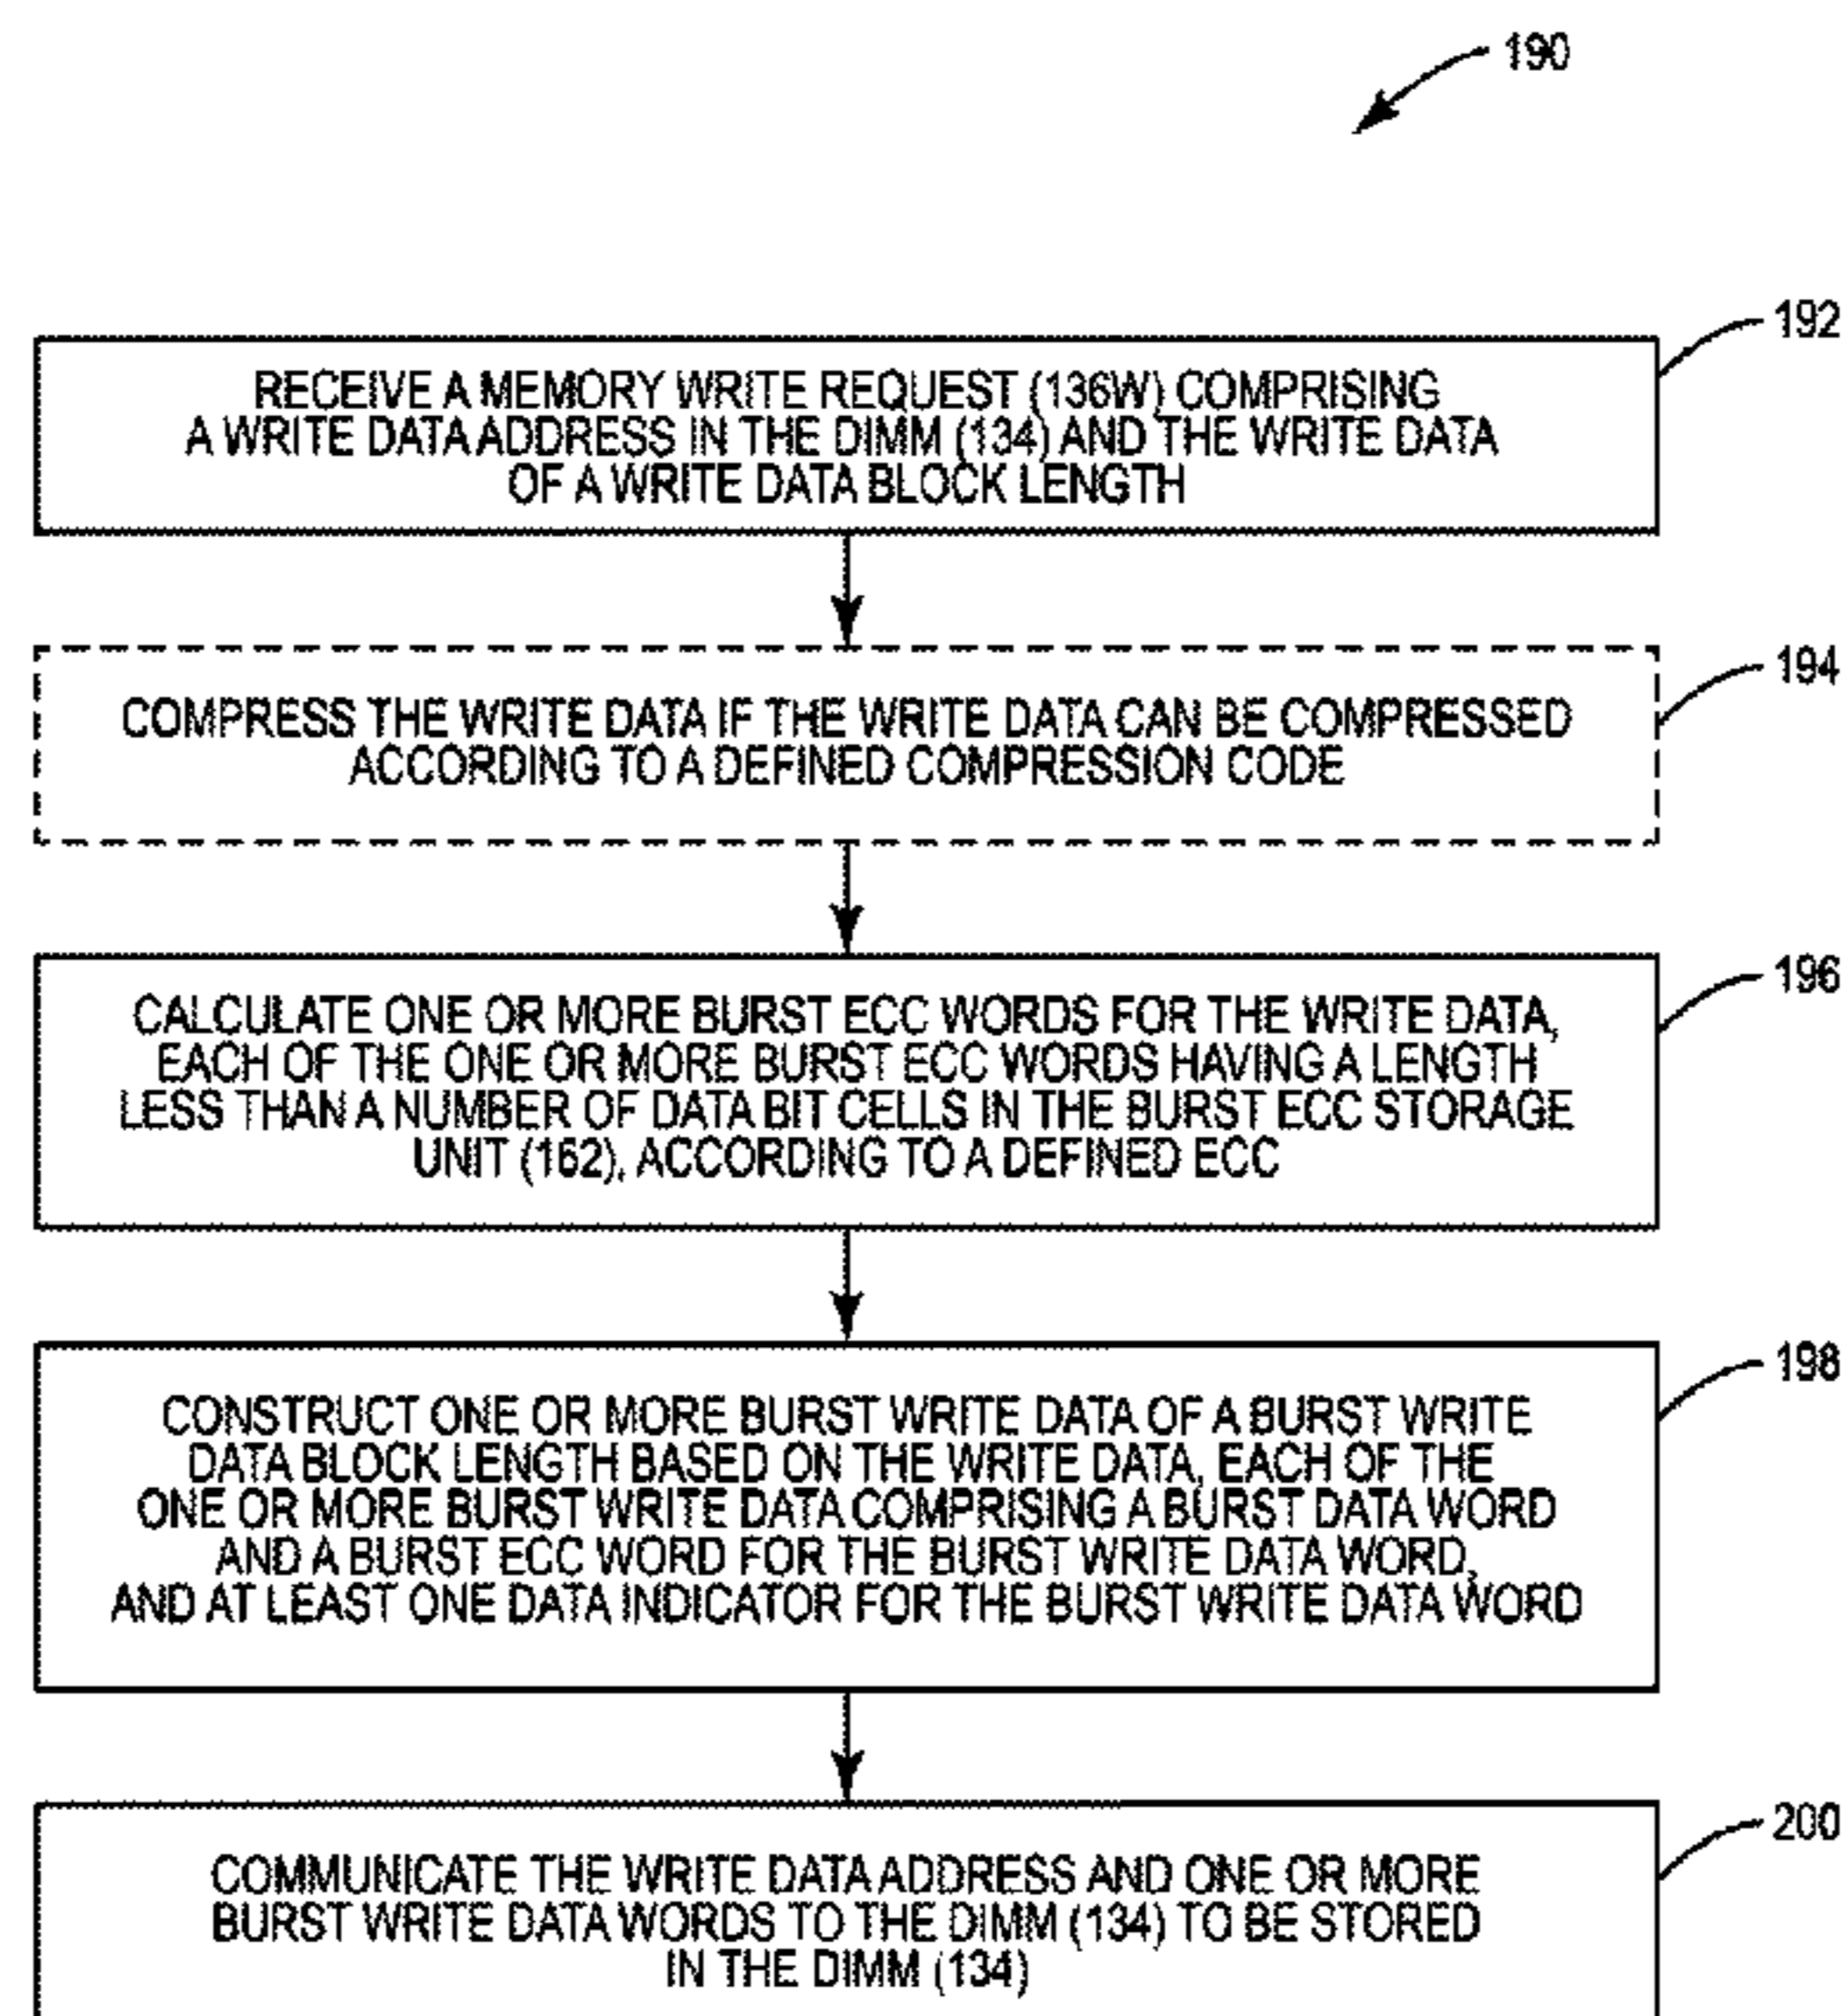 190
192
RECEIVE A MEMORY WRITE REQUEST (136W) COMPRISING
A WRITE DATA ADDRESS IN THE DIMM (134) AND THE WRITE DATA
OF A WRITE DATA BLOCK LENGTH
194
COMPRESS THE WRITE DATA IF THE WRITE DATA CAN BE COMPRESSED
ACCORDING TO A DEFINED COMPRESSION CODE
196
CALCULATE ONE OR MORE BURST ECC WORDS FOR THE WRITE DATA,
EACH OF THE ONE OR MORE BURST ECC WORDS HAVING A LENGTH
LESS THAN A NUMBER OF DATA BIT CELLS IN THE BURST ECC STORAGE
UNIT (162), ACCORDING TO A DEFINED ECC
198
CONSTRUCT ONE OR MORE BURST WRITE DATA OF A BURST WRITE
DATA BLOCK LENGTH BASED ON THE WRITE DATA, EACH OF THE
ONE OR MORE BURST WRITE DATA COMPRISING A BURST DATA WORD
AND A BURST ECC WORD FOR THE BURST WRITE DATA WORD,
AND AT LEAST ONE DATA INDICATOR FOR THE BURST WRITE DATA WORD
200
COMMUNICATE THE WRITE DATA ADDRESS AND ONE OR MORE
BURST WRITE DATA WORDS TO THE DIMM (134) TO BE STORED
IN THE DIMM (134)